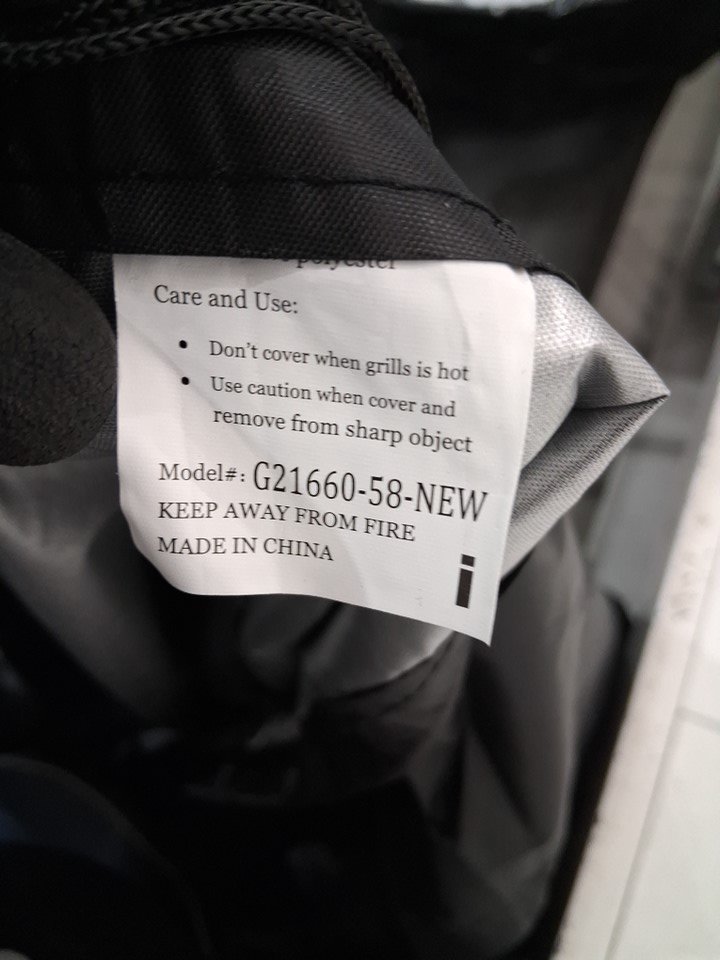 polyester
Care and Use:
• Don't cover when grills is hot
• Use caution when cover and
remove from sharp object
Model#: G21660-58-NEW
KEEP AWAY FROM FIRE
MADE IN CHINA
i